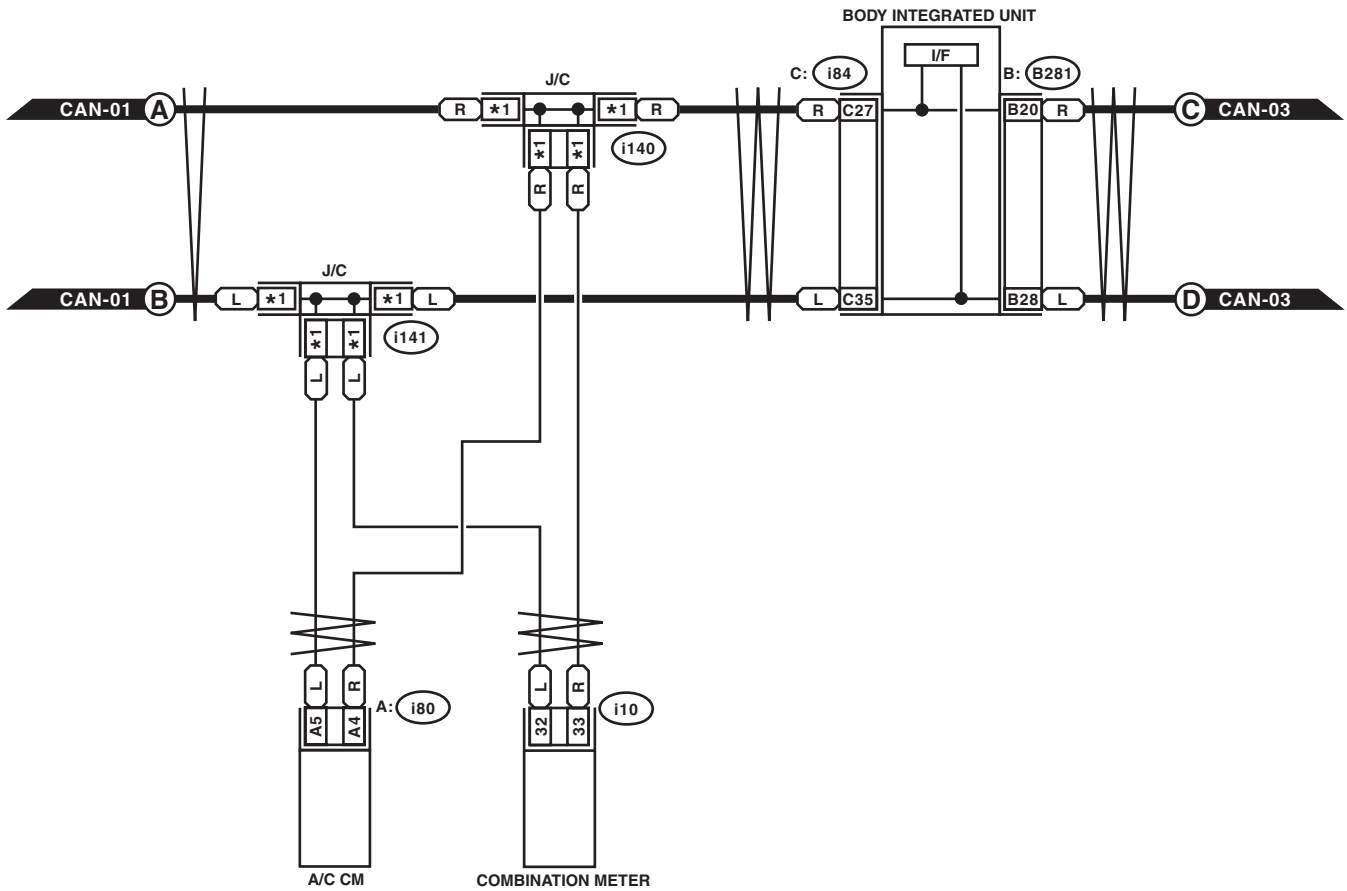 BODY INTEGRATED UNIT
I/F
J/C
C: i84
B: B281
CAN-01 A
R *1
*1 R
R C27
B20 R
C CAN-03
*1 *1
i140
R R
J/C
CAN-01 B
L *1
*1 L
L C35
B28 L
D CAN-03
*1 *1
i141
L L
L R
L R
A: i80
i10
A5 A4
32 33
A/C CM
COMBINATION METER